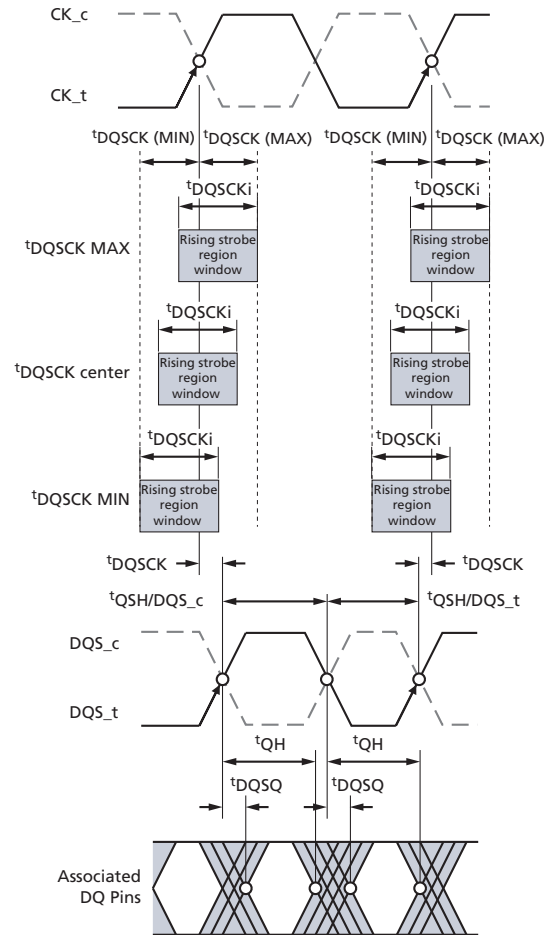 CK_c
CK_t
tDQSCK (MIN) tDQSCK (MAX) tDQSCK (MIN) tDQSCK (MAX)
tDQSCKi tDQSCKi
tDQSCK MAX
Rising strobe
region
window
Rising strobe
region
window
tDQSCKi tDQSCKi
tDQSCK center
Rising strobe
region
window
Rising strobe
region
window
tDQSCKi tDQSCKi
tDQSCK MIN
Rising strobe
region
window
Rising strobe
region
window
tDQSCK tDQSCK
tQSH/DQS_c tQSH/DQS_t
DQS_c
DQS_t
tQH tQH
tDQSQ tDQSQ
Associated
DQ Pins